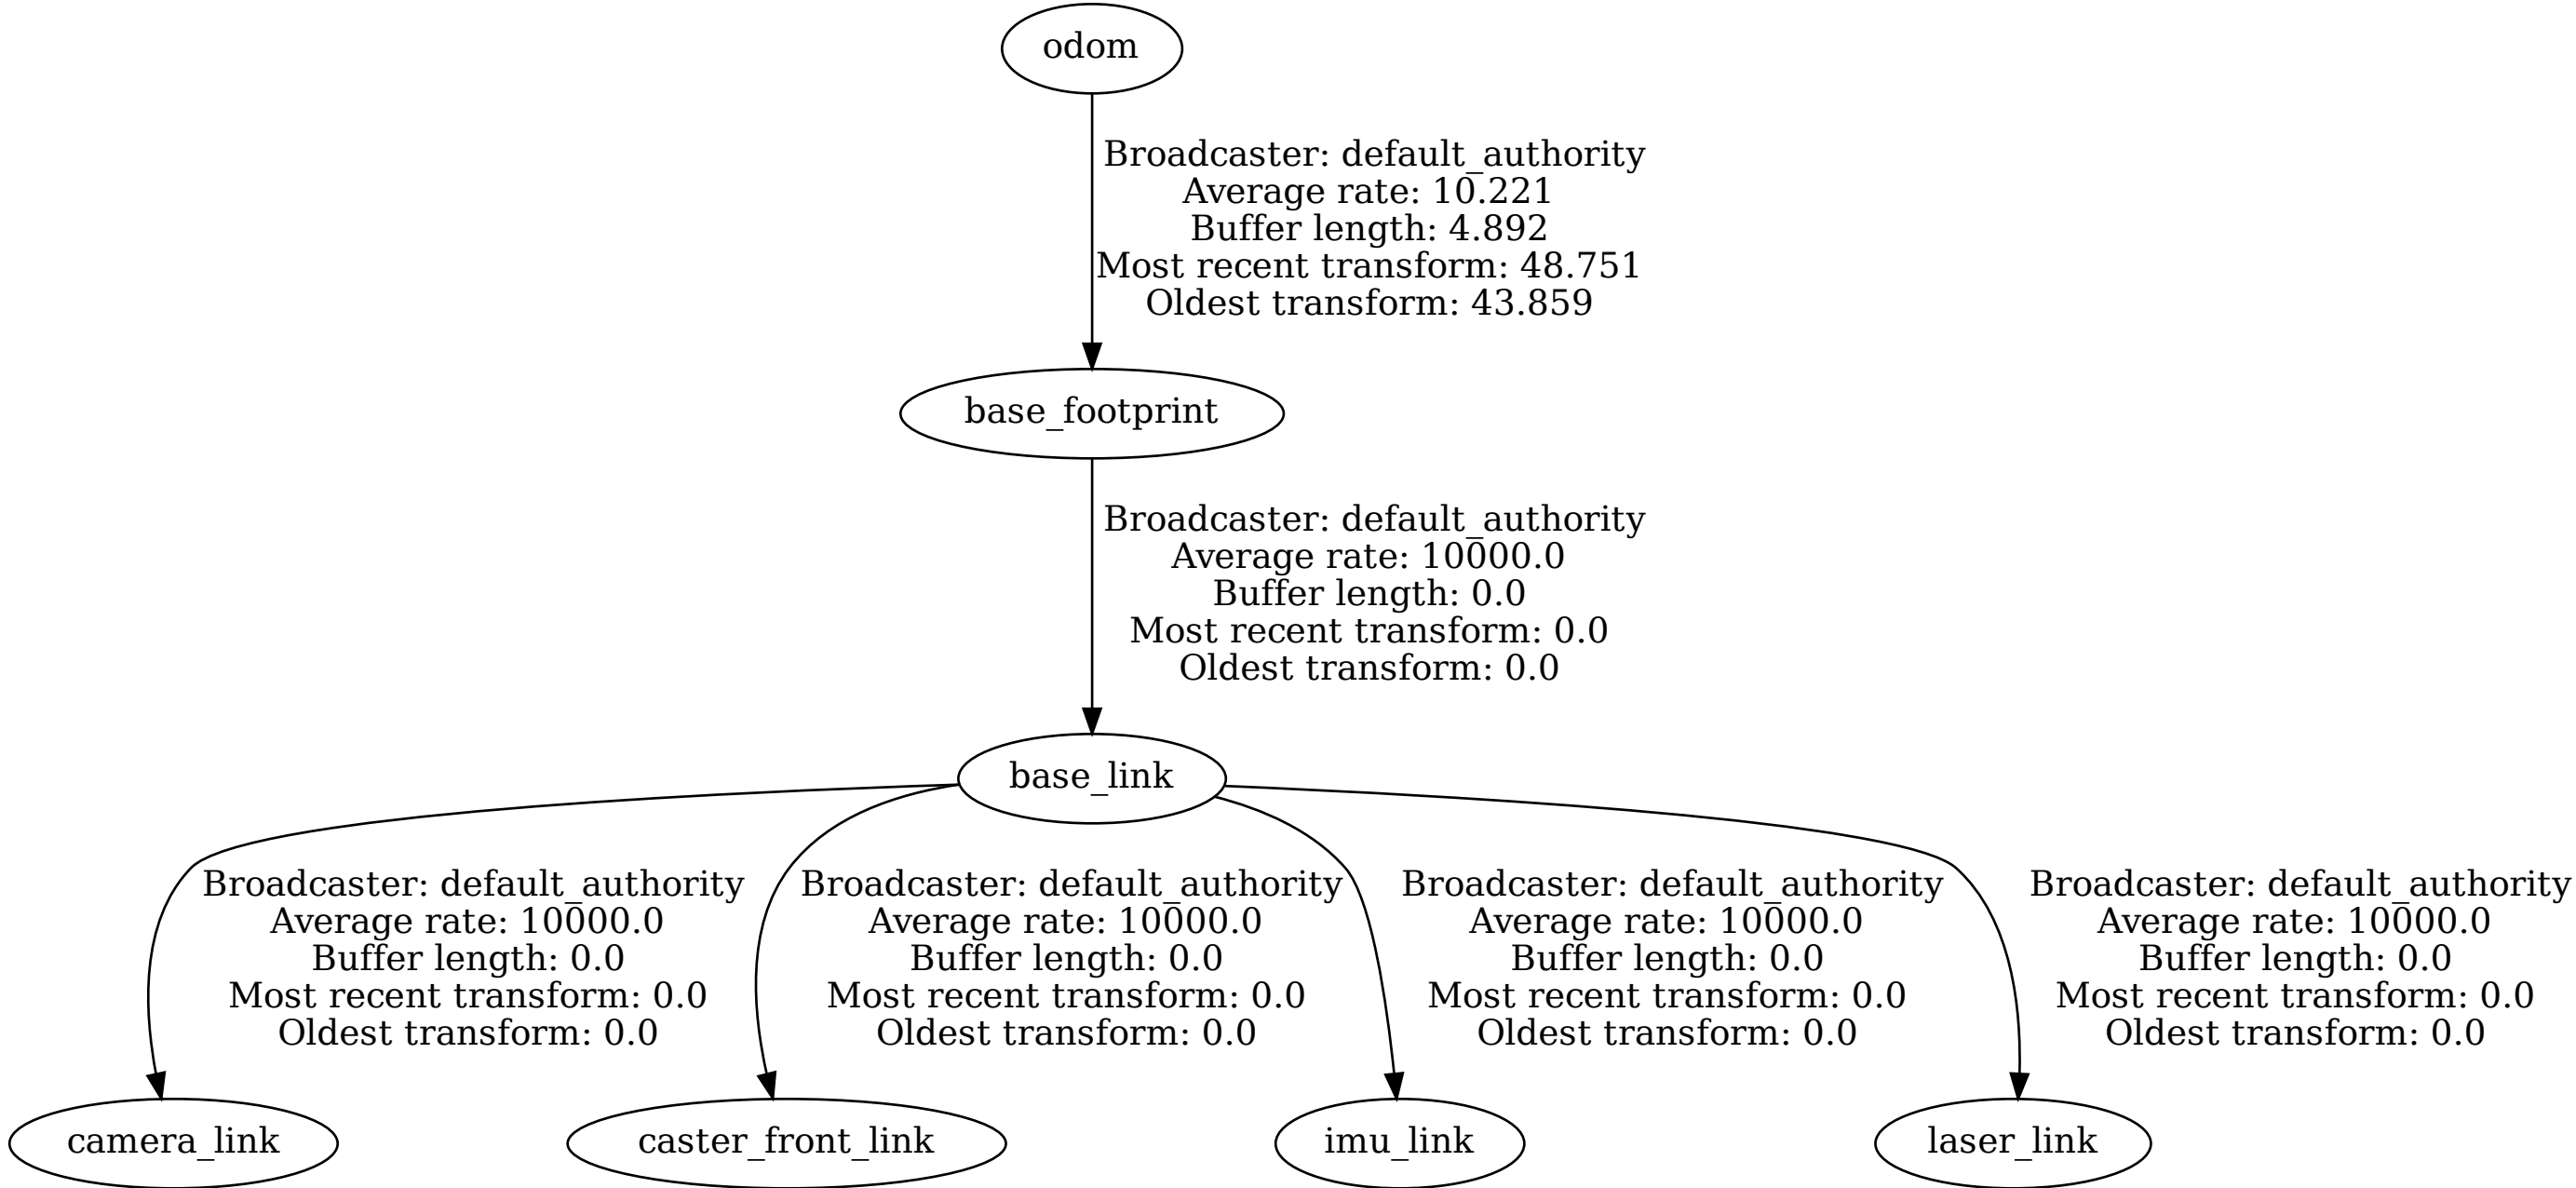 odom
Broadcaster: default_authority
Average rate: 10.221
Buffer length: 4.892
Most recent transform: 48.751
Oldest transform: 43.859
base_footprint
Broadcaster: default_authority
Average rate: 10000.0
Buffer length: 0.0
Most recent transform: 0.0
Oldest transform: 0.0
base_link
Broadcaster: default_authority
Average rate: 10000.0
Buffer length: 0.0
Most recent transform: 0.0
Oldest transform: 0.0
Broadcaster: default_authority
Average rate: 10000.0
Buffer length: 0.0
Most recent transform: 0.0
Oldest transform: 0.0
Broadcaster: default_authority
Average rate: 10000.0
Buffer length: 0.0
Most recent transform: 0.0
Oldest transform: 0.0
Broadcaster: default_authority
Average rate: 10000.0
Buffer length: 0.0
Most recent transform: 0.0
Oldest transform: 0.0
camera_link
caster_front_link
imu_link
laser_link